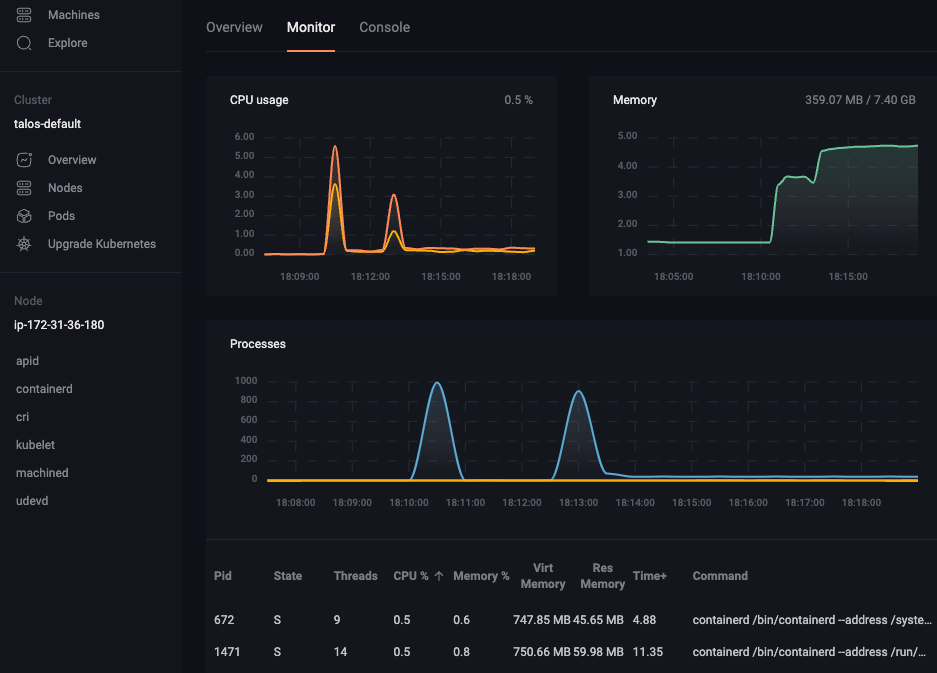 Machines
Explore
Cluster
talos-default
Overview
Nodes
Pods
Upgrade Kubernetes
Node
ip-172-31-36-180
apid
containerd
cri
kubelet
machined
udevd
Overview Monitor Console
CPU usage 0.5 %
6.00
5.00
4.00
3.00
2.00
1.00
0.00
18:09:00 18:12:00 18:15:00 18:18:00
Memory 359.07 MB / 7.40 GB
5.00
4.00
3.00
2.00
1.00
18:05:00 18:10:00 18:15:00
Processes
1000
800
600
400
200
0
18:08:00 18:09:00 18:10:00 18:11:00 18:12:00 18:13:00 18:14:00 18:15:00 18:16:00 18:17:00 18:18:00
Pid State Threads CPU % ↑ Memory % Virt Memory Res Memory Time+ Command
672 S 9 0.5 0.6 747.85 MB 45.65 MB 4.88 containerd /bin/containerd --address /syste...
1471 S 14 0.5 0.8 750.66 MB 59.98 MB 11.35 containerd /bin/containerd --address /run/...